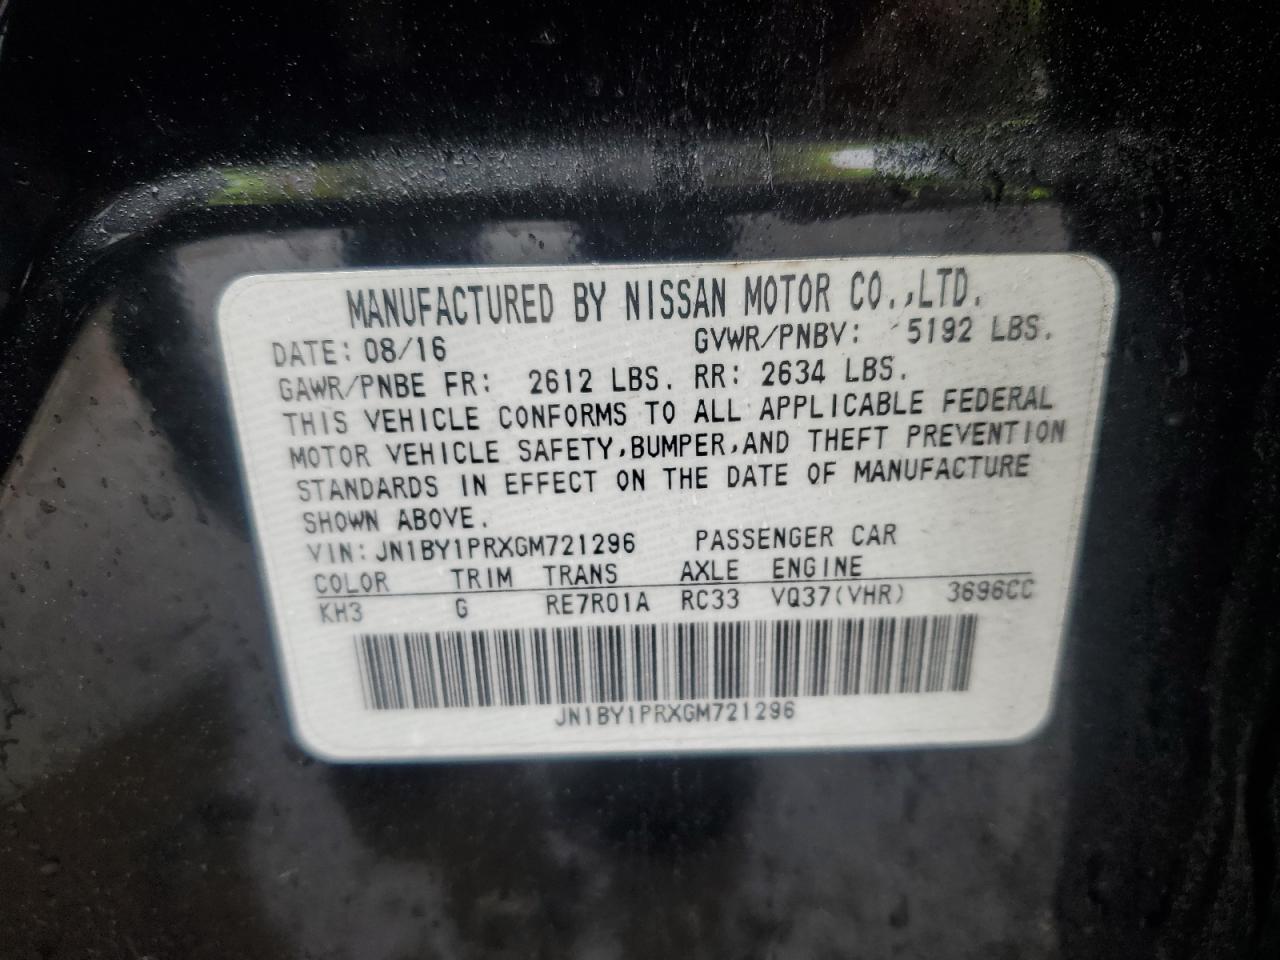 MANUFACTURED BY NISSAN MOTOR CO.,LTD.
DATE: 08/16 GVWR/PNBV: 5192 LBS.
GAWR/PNBE FR: 2612 LBS. RR: 2634 LBS.
THIS VEHICLE CONFORMS TO ALL APPLICABLE FEDERAL
MOTOR VEHICLE SAFETY,BUMPER,AND THEFT PREVENTION
STANDARDS IN EFFECT ON THE DATE OF MANUFACTURE
SHOWN ABOVE.
VIN: JN1BY1PRXGM721296 PASSENGER CAR
COLOR TRIM TRANS AXLE ENGINE
KH3 G RE7R01A RC33 VQ37(VHR) 3696CC
JN1BY1PRXGM721296